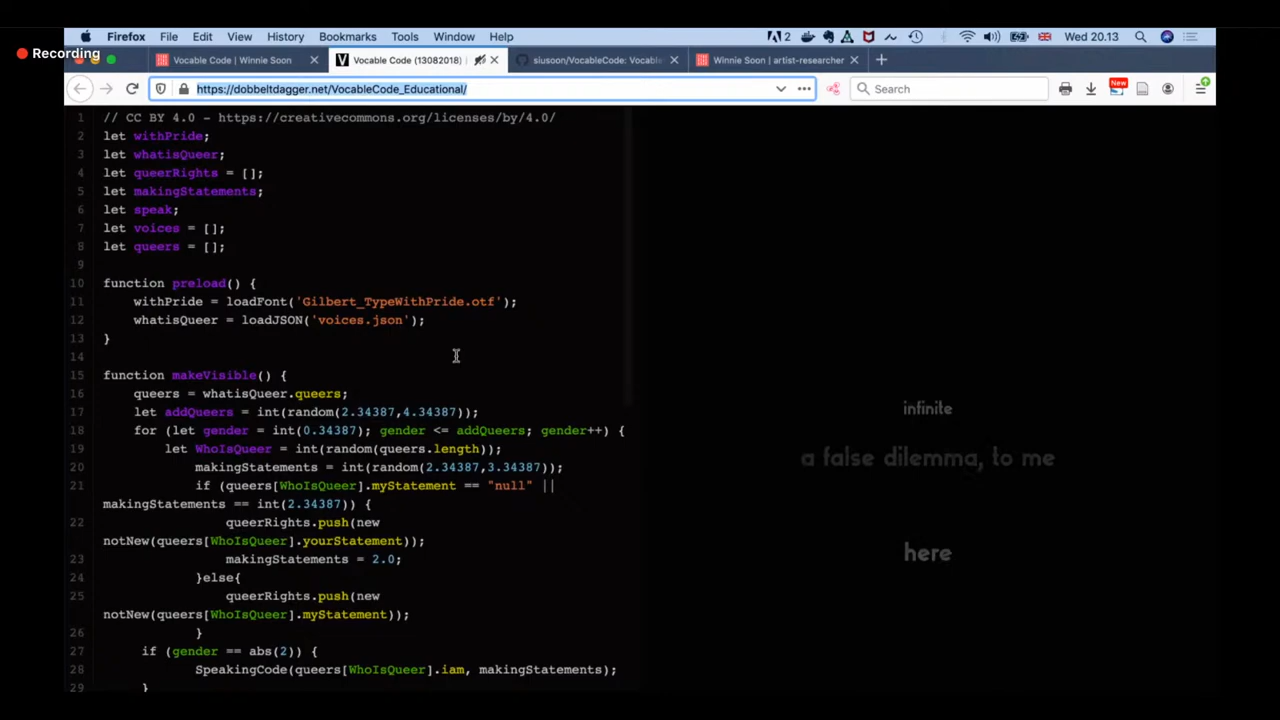 Recording
Firefox File Edit View History Bookmarks Tools Window Help
2
Wed 20.13
Vocable Code | Winnie Soon
Vocable Code (13082018)
siusoon/VocableCode: Vocable
Winnie Soon | artist-researcher
https://dobbeltdagger.net/VocableCode_Educational/
Search
New
1 // CC BY 4.0 - https://creativecommons.org/licenses/by/4.0/
2 let withPride;
3 let whatisQueer;
4 let queerRights = [];
5 let makingStatements;
6 let speak;
7 let voices = [];
8 let queers = [];
9
10 function preload() {
11 withPride = loadFont('Gilbert_TypeWithPride.otf');
12 whatisQueer = loadJSON('voices.json');
13 }
14
15 function makeVisible() {
16 queers = whatisQueer.queers;
17 let addQueers = int(random(2.34387,4.34387));
18 for (let gender = int(0.34387); gender <= addQueers; gender++) {
19 let WhoIsQueer = int(random(queers.length));
20 makingStatements = int(random(2.34387,3.34387));
21 if (queers[WhoIsQueer].myStatement == "null" ||
makingStatements == int(2.34387)) {
22 queerRights.push(new
notNew(queers[WhoIsQueer].yourStatement));
23 makingStatements = 2.0;
24 }else{
25 queerRights.push(new
notNew(queers[WhoIsQueer].myStatement));
26 }
27 if (gender == abs(2)) {
28 SpeakingCode(queers[WhoIsQueer].iam, makingStatements);
29 }
infinite
a false dilemma, to me
here